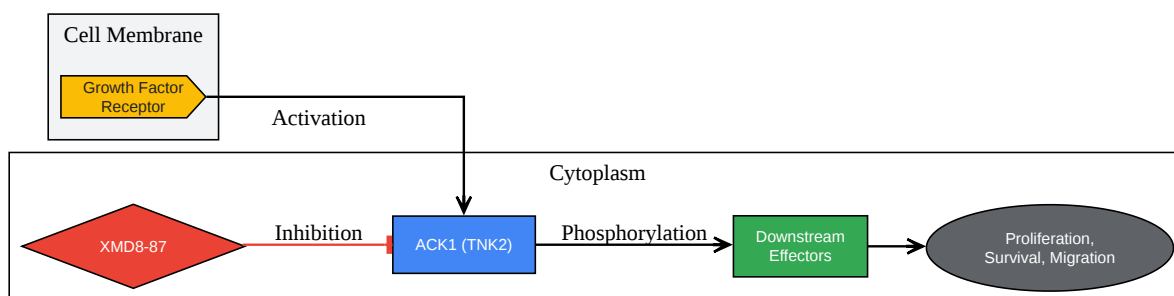 Cell Membrane
Growth Factor
Receptor
Activation
Cytoplasm
XMD8-87
Inhibition
ACK1 (TNK2)
Phosphorylation
Downstream
Effectors
Proliferation,
Survival, Migration